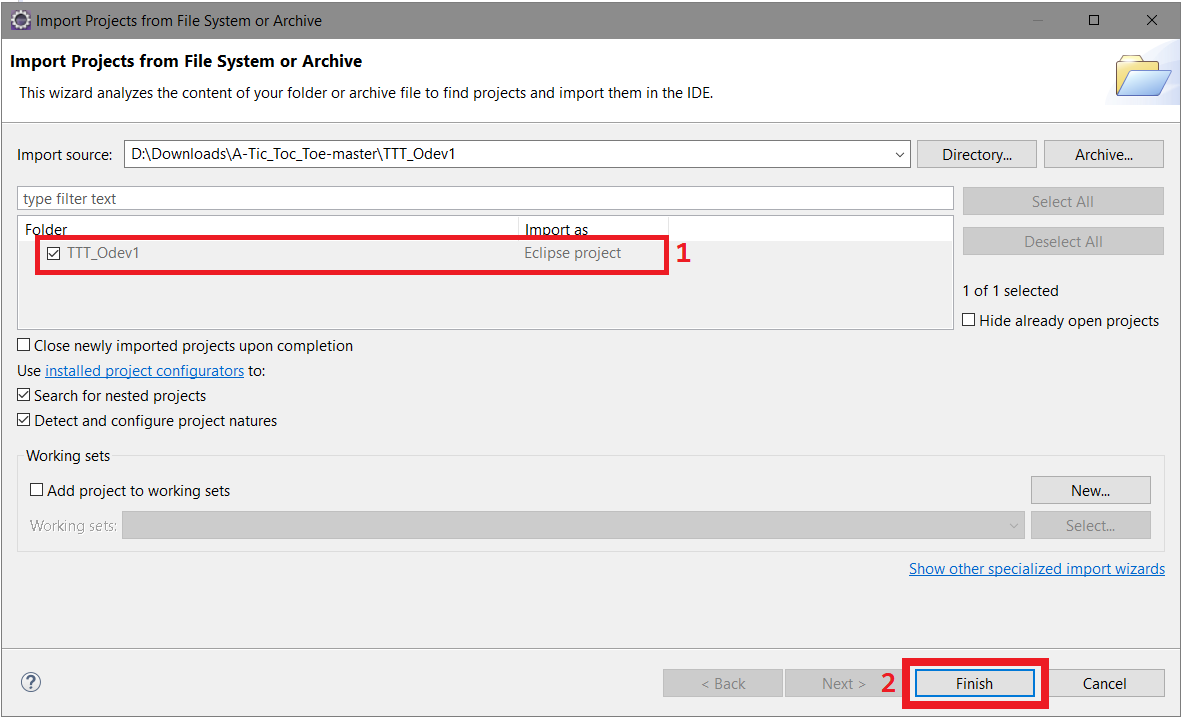 Import Projects from File System or Archive
Import Projects from File System or Archive
This wizard analyzes the content of your folder or archive file to find projects and import them in the IDE.
Import source: D:\Downloads\A-Tic_Toc_Toe-master\TTT_Odev1 Directory... Archive...
type filter text Select All
Folder Import as
TTT_Odev1 Eclipse project 1
Deselect All
1 of 1 selected
Hide already open projects
Close newly imported projects upon completion
Use installed project configurators to:
Search for nested projects
Detect and configure project natures
Working sets
Add project to working sets New...
Working sets: Select...
Show other specialized import wizards
? < Back Next > 2 Finish Cancel